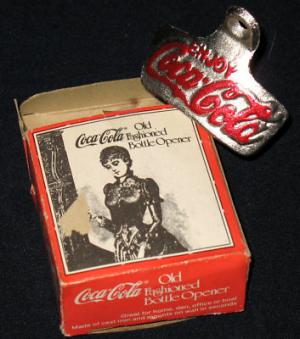 ENJOY
Coca-Cola
Coca-Cola Old Fashioned Bottle Opener
Coca-Cola Old Fashioned Bottle Opener
Great for home, den, office or boat
Made of cast iron and mounts on wall in seconds